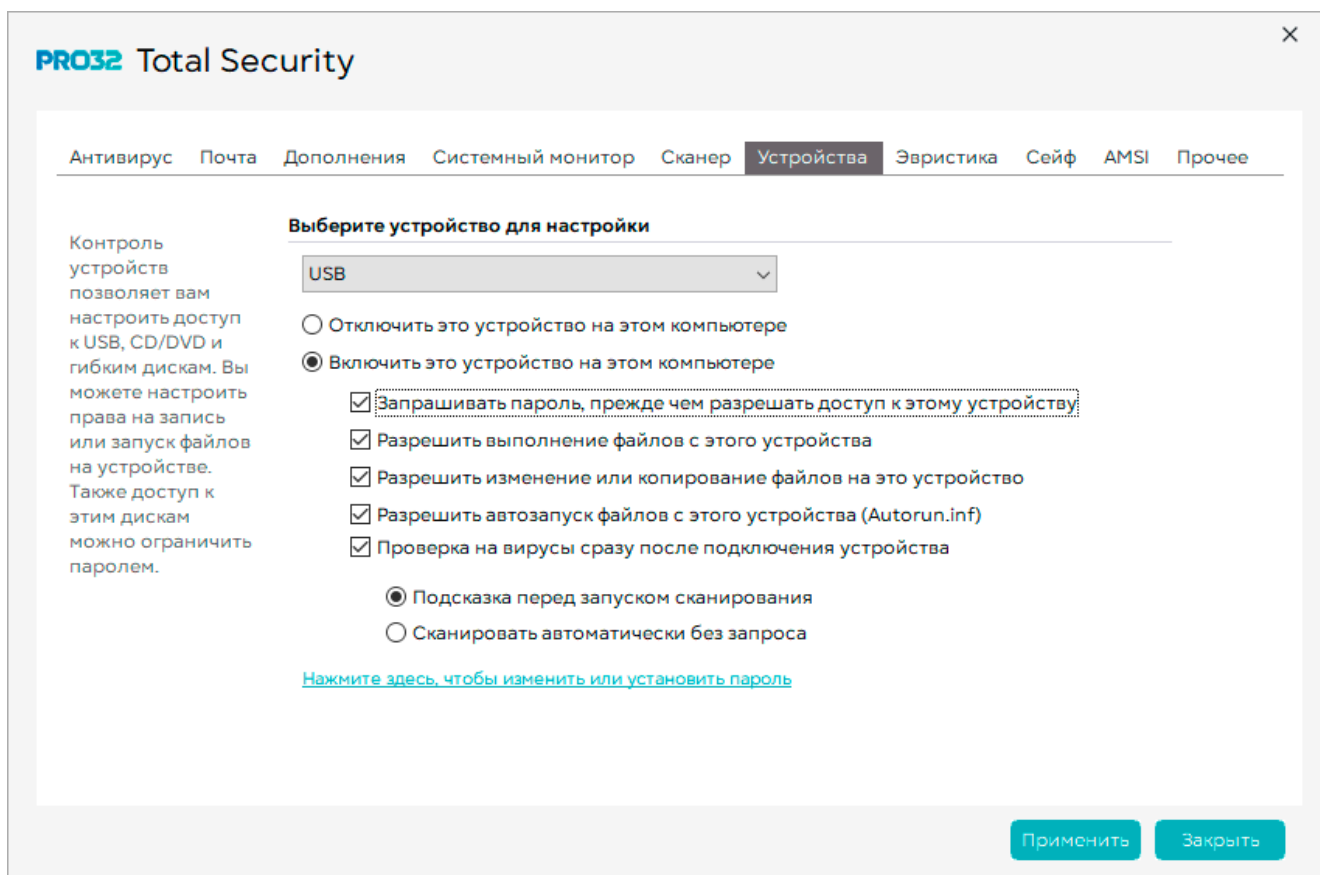 PRO32 Total Security
Антивирус Почта Дополнения Системный монитор Сканер Устройства Эвристика Сейф AMSI Прочее
Контроль
устройств
позволяет вам
настроить доступ
к USB, CD/DVD и
гибким дискам. Вы
можете настроить
права на запись
или запуск файлов
на устройстве.
Также доступ к
этим дискам
можно ограничить
паролем.
Выберите устройство для настройки
USB
Отключить это устройство на этом компьютере
Включить это устройство на этом компьютере
Запрашивать пароль, прежде чем разрешать доступ к этому устройству
Разрешить выполнение файлов с этого устройства
Разрешить изменение или копирование файлов на это устройство
Разрешить автозапуск файлов с этого устройства (Autorun.inf)
Проверка на вирусы сразу после подключения устройства
Подсказка перед запуском сканирования
Сканировать автоматически без запроса
Нажмите здесь, чтобы изменить или установить пароль
Применить Закрыть